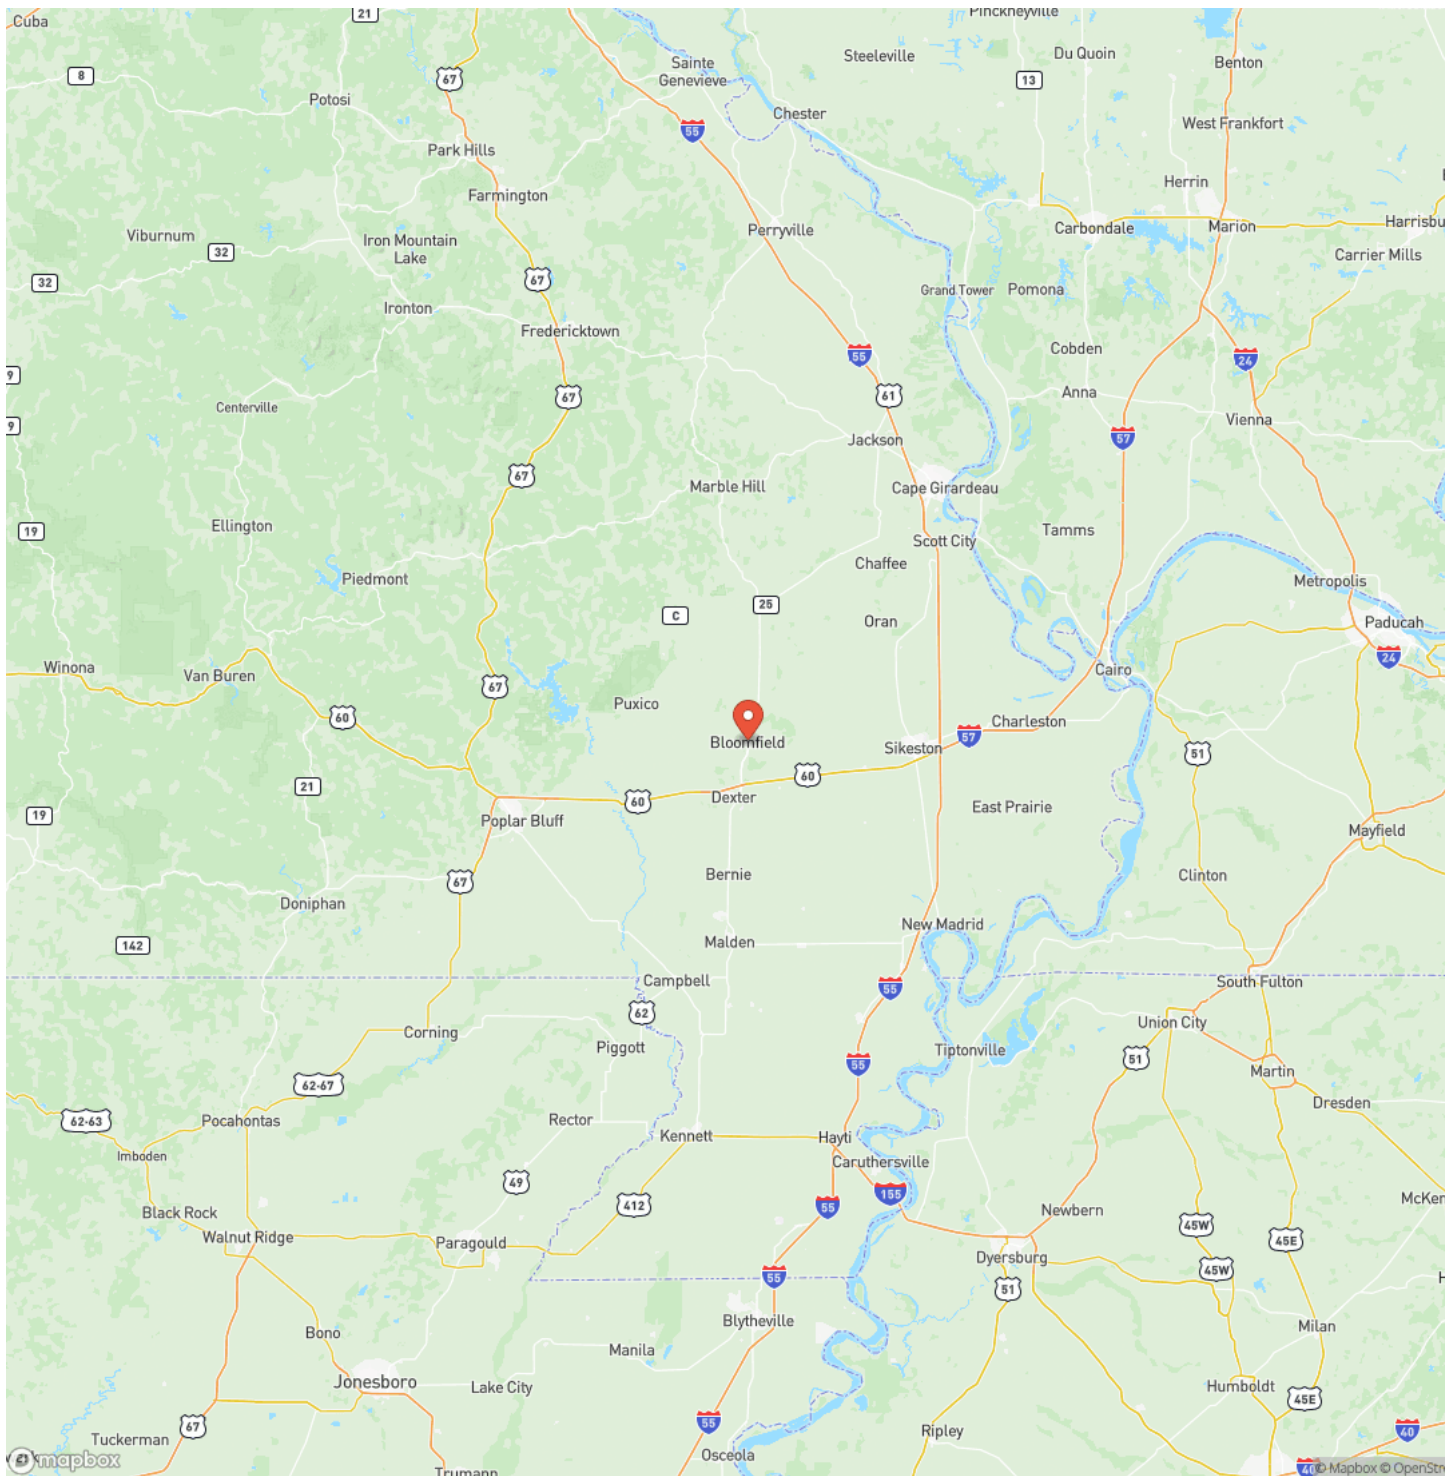 Cuba
21
Pinckneyville
Steeleville
Du Quoin
Sainte
Genevieve
Benton
8
67
13
Potosi
Chester
55
West Frankfort
Park Hills
Farmington
Herrin
Perryville
Carbondale
Marion
Harrisbu
Viburnum
32
Iron Mountain
Lake
Carrier Mills
32
67
Grand Tower
Pomona
Ironton
Fredericktown
55
Cobden
24
9
67
61
Anna
Centerville
Vienna
9
Jackson
57
67
Marble Hill
Cape Girardeau
19
Ellington
Tamms
Scott City
Chaffee
Piedmont
Metropolis
25
C
Oran
Paducah
24
Winona
Van Buren
Cairo
67
Puxico
60
Charleston
57
Bloomfield
Sikeston
51
60
21
Dexter
60
East Prairie
19
Poplar Bluff
Mayfield
Bernie
Clinton
67
Doniphan
New Madrid
142
Malden
Campbell
South Fulton
55
62
Corning
Union City
Piggott
Tiptonville
51
55
Martin
62-67
Dresden
62-63
Pocahontas
Rector
Kennett
Hayti
Imboden
Caruthersville
49
155
McKen
412
55
Black Rock
Newbern
45W
Walnut Ridge
Paragould
45E
Dyersburg
45W
55
51
Blytheville
Bono
Milan
Manila
Jonesboro
Lake City
Humboldt
45E
67
55
40
Tuckerman
Ripley
Osceola
mapbox
40
© Mapbox © OpenStre
Trumann